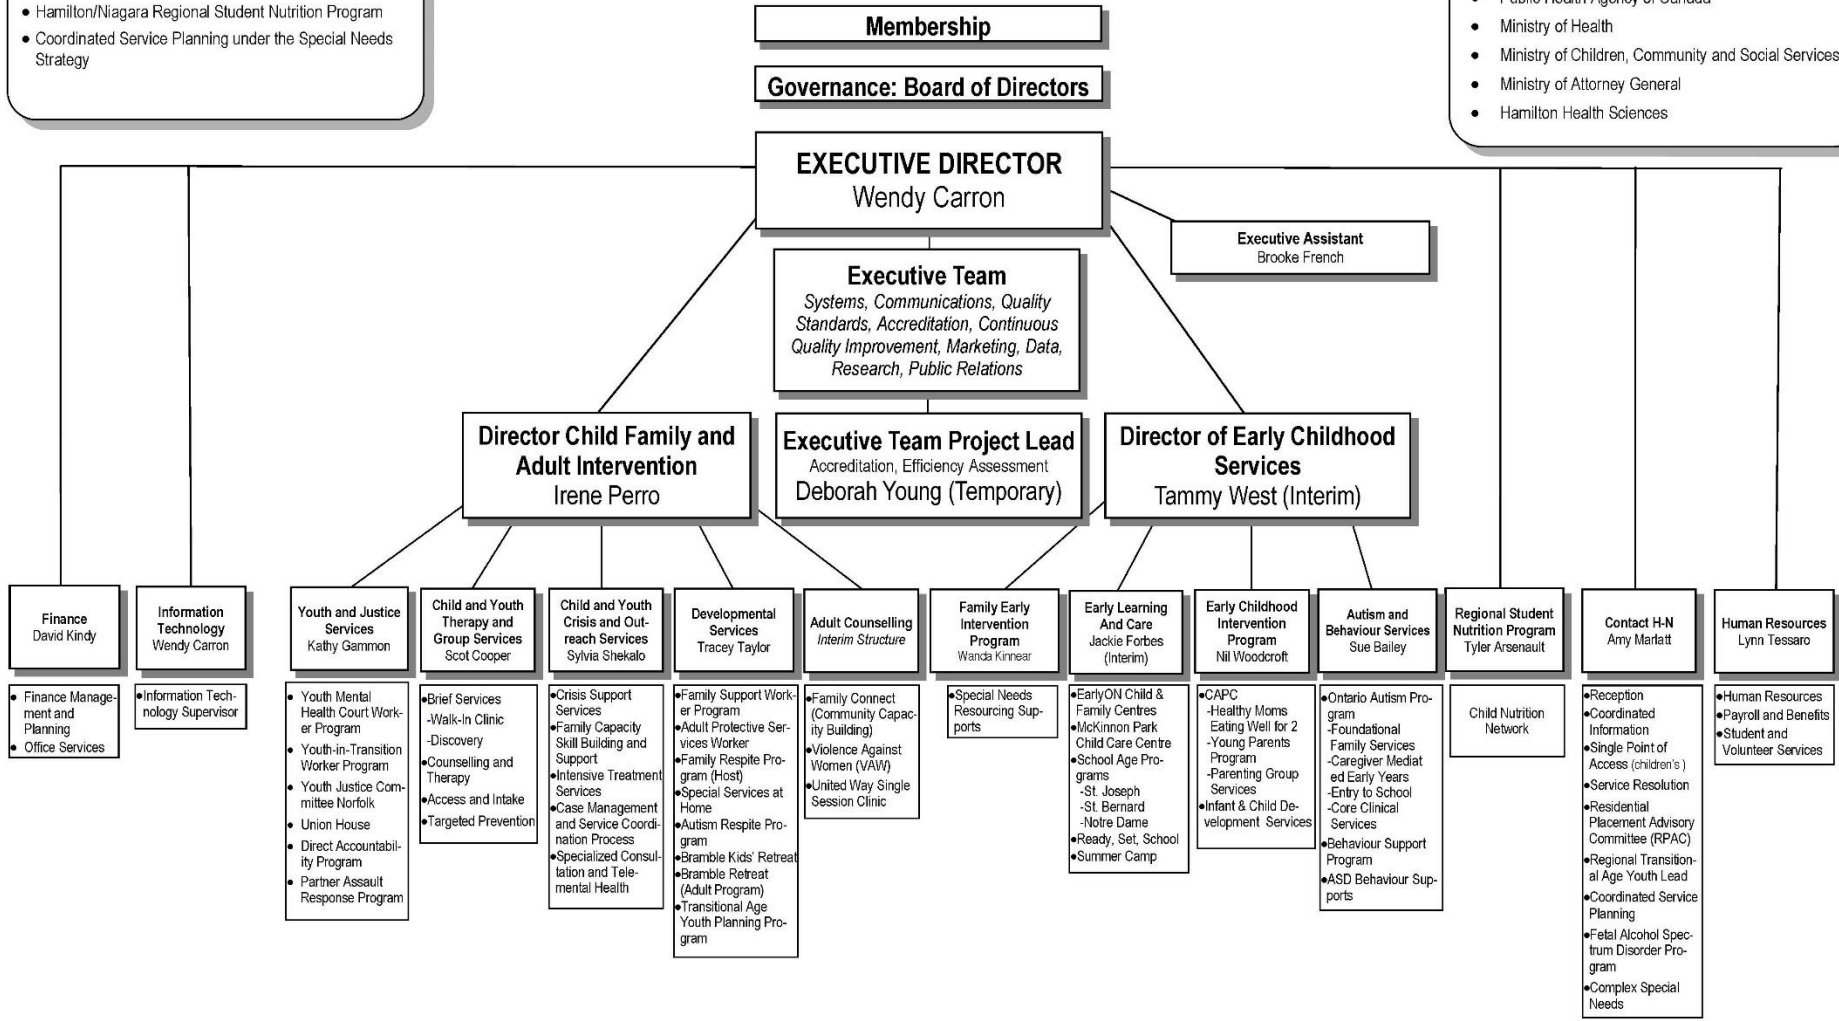 • Hamilton/Niagara Regional Student Nutrition Program
• Coordinated Service Planning under the Special Needs
Strategy
Membership
Governance: Board of Directors
• Public Health Agency of Canada
• Ministry of Health
• Ministry of Children, Community and Social Services
• Ministry of Attorney General
• Hamilton Health Sciences
EXECUTIVE DIRECTOR
Wendy Carron
Executive Assistant
Brooke French
Executive Team
Systems, Communications, Quality
Standards, Accreditation, Continuous
Quality Improvement, Marketing, Data,
Research, Public Relations
Director Child Family and
Adult Intervention
Irene Perro
Executive Team Project Lead
Accreditation, Efficiency Assessment
Deborah Young (Temporary)
Director of Early Childhood
Services
Tammy West (Interim)
Finance
David Kindy
• Finance Manage-
ment and
Planning
• Office Services
Information
Technology
Wendy Carron
•Information Tech-
nology Supervisor
Youth and Justice
Services
Kathy Gammon
• Youth Mental
Health Court Work-
er Program
• Youth-in-Transition
Worker Program
• Youth Justice Com-
mittee Norfolk
• Union House
• Direct Accountabil-
ity Program
• Partner Assault
Response Program
Child and Youth
Therapy and
Group Services
Scot Cooper
•Brief Services
-Walk-In Clinic
-Discovery
•Counselling and
Therapy
•Access and Intake
•Targeted Prevention
Child and Youth
Crisis and Out-
reach Services
Sylvia Shekalo
•Crisis Support
Services
•Family Capacity
Skill Building and
Support
•Intensive Treatment
Services
•Case Management
and Service Coordi-
nation Process
•Specialized Consul-
tation and Tele-
mental Health
Developmental
Services
Tracey Taylor
•Family Support Work-
er Program
•Adult Protective Ser-
vices Worker
•Family Respite Pro-
gram (Host)
•Special Services at
Home
•Autism Respite Pro-
gram
•Bramble Kids' Retreat
•Bramble Retreat
(Adult Program)
•Transitional Age
Youth Planning Pro-
gram
Adult Counselling
Interim Structure
•Family Connect
(Community Capac-
ity Building)
•Violence Against
Women (VAW)
•United Way Single
Session Clinic
Family Early
Intervention
Program
Wanda Kinnear
•Special Needs
Resourcing Sup-
ports
Early Learning
And Care
Jackie Forbes
(Interim)
•EarlyON Child &
Family Centres
•McKinnon Park
Child Care Centre
•School Age Pro-
grams
-St. Joseph
-St. Bernard
-Notre Dame
•Ready, Set, School
•Summer Camp
Early Childhood
Intervention
Program
Nil Woodcroft
•CAPC
-Healthy Moms
Eating Well for 2
-Young Parents
Program
-Parenting Group
Services
•Infant & Child De-
velopment Services
Autism and
Behaviour Services
Sue Bailey
•Ontario Autism Pro-
gram
-Foundational
Family Services
-Caregiver Mediat
ed Early Years
-Entry to School
-Core Clinical
Services
•Behaviour Support
Program
•ASD Behaviour Sup-
ports
Regional Student
Nutrition Program
Tyler Arsenault
Child Nutrition
Network
Contact H-N
Amy Marlatt
•Reception
•Coordinated
Information
•Single Point of
Access (children's )
•Service Resolution
•Residential
Placement Advisory
Committee (RPAC)
•Regional Transition-
al Age Youth Lead
•Coordinated Service
Planning
•Fetal Alcohol Spec-
trum Disorder Pro-
gram
•Complex Special
Needs
Human Resources
Lynn Tessaro
•Human Resources
•Payroll and Benefits
•Student and
Volunteer Services